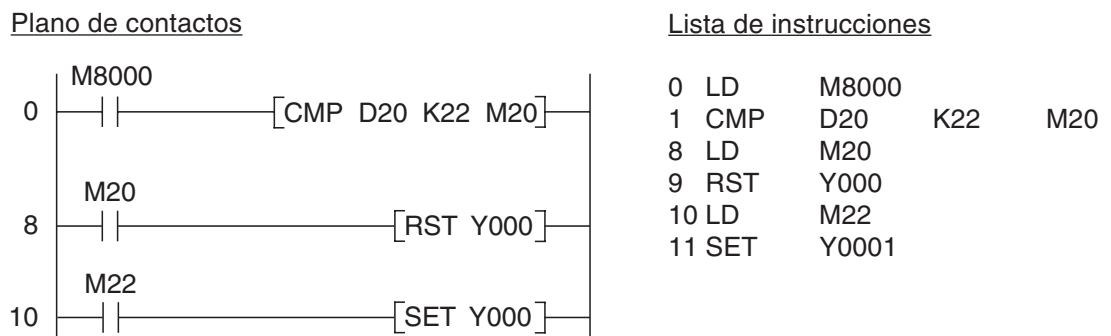 Plano de contactos
M8000
0 [CMP D20 K22 M20]
M20
8 [RST Y000]
M22
10 [SET Y000]
Lista de instrucciones
0 LD M8000
1 CMP D20 K22 M20
8 LD M20
9 RST Y000
10 LD M22
11 SET Y0001